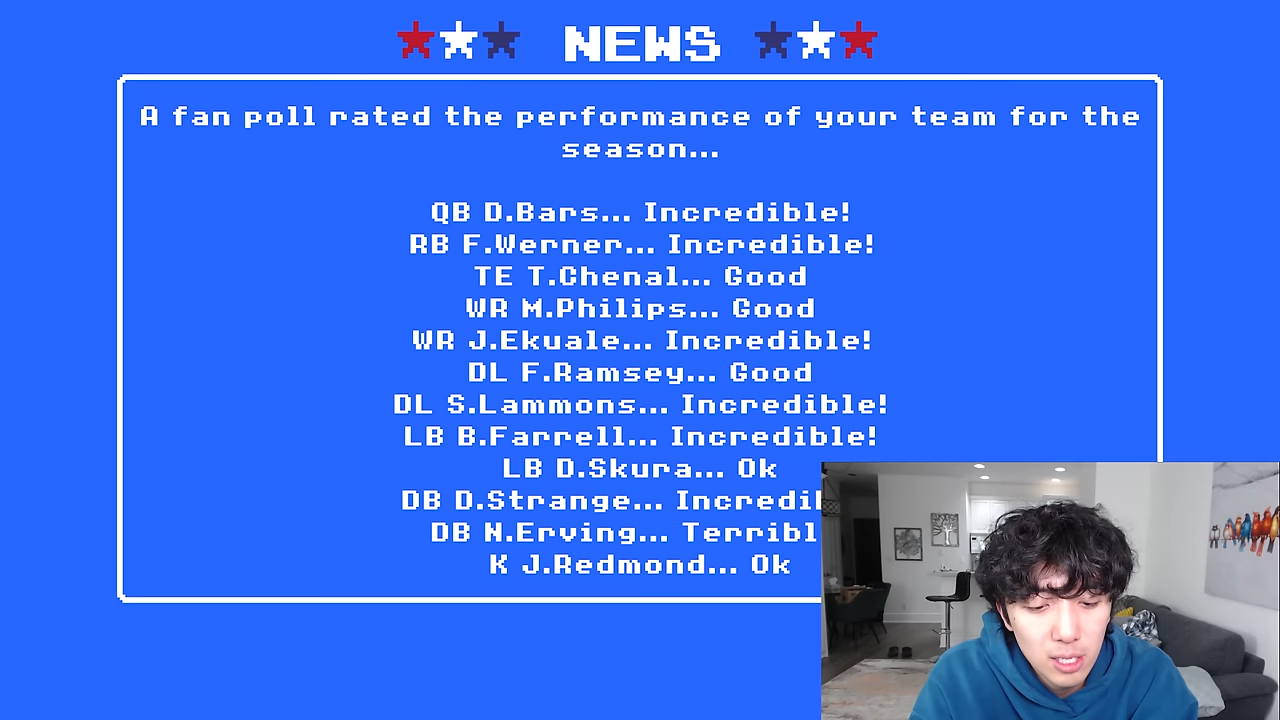 NEWS
A fan poll rated the performance of your team for the
season...
QB D.Bars... Incredible!
RB F.Werner... Incredible!
TE T.Chenal... Good
WR M.Philips... Good
WR J.Ekuale... Incredible!
DL F.Ramsey... Good
DL S.Lammons... Incredible!
LB B.Farrell... Incredible!
LB D.Skura... Ok
DB D.Strange...
DB N.Erving...
K J.Redmond... Ok